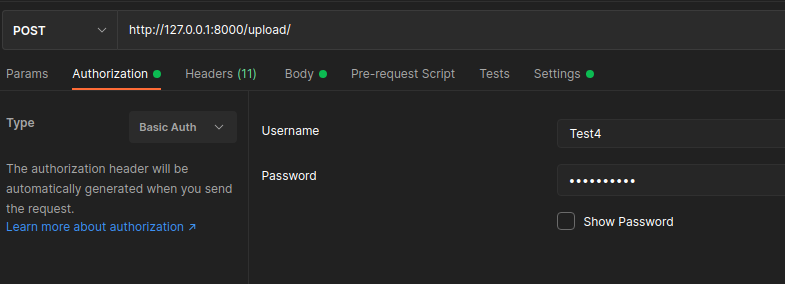 POST
http://127.0.0.1:8000/upload/
Params Authorization Headers (11) Body Pre-request Script Tests Settings
Type Basic Auth
The authorization header will be
automatically generated when you send
the request.
Learn more about authorization ↗
Username Test4
Password ••••••••••
Show Password